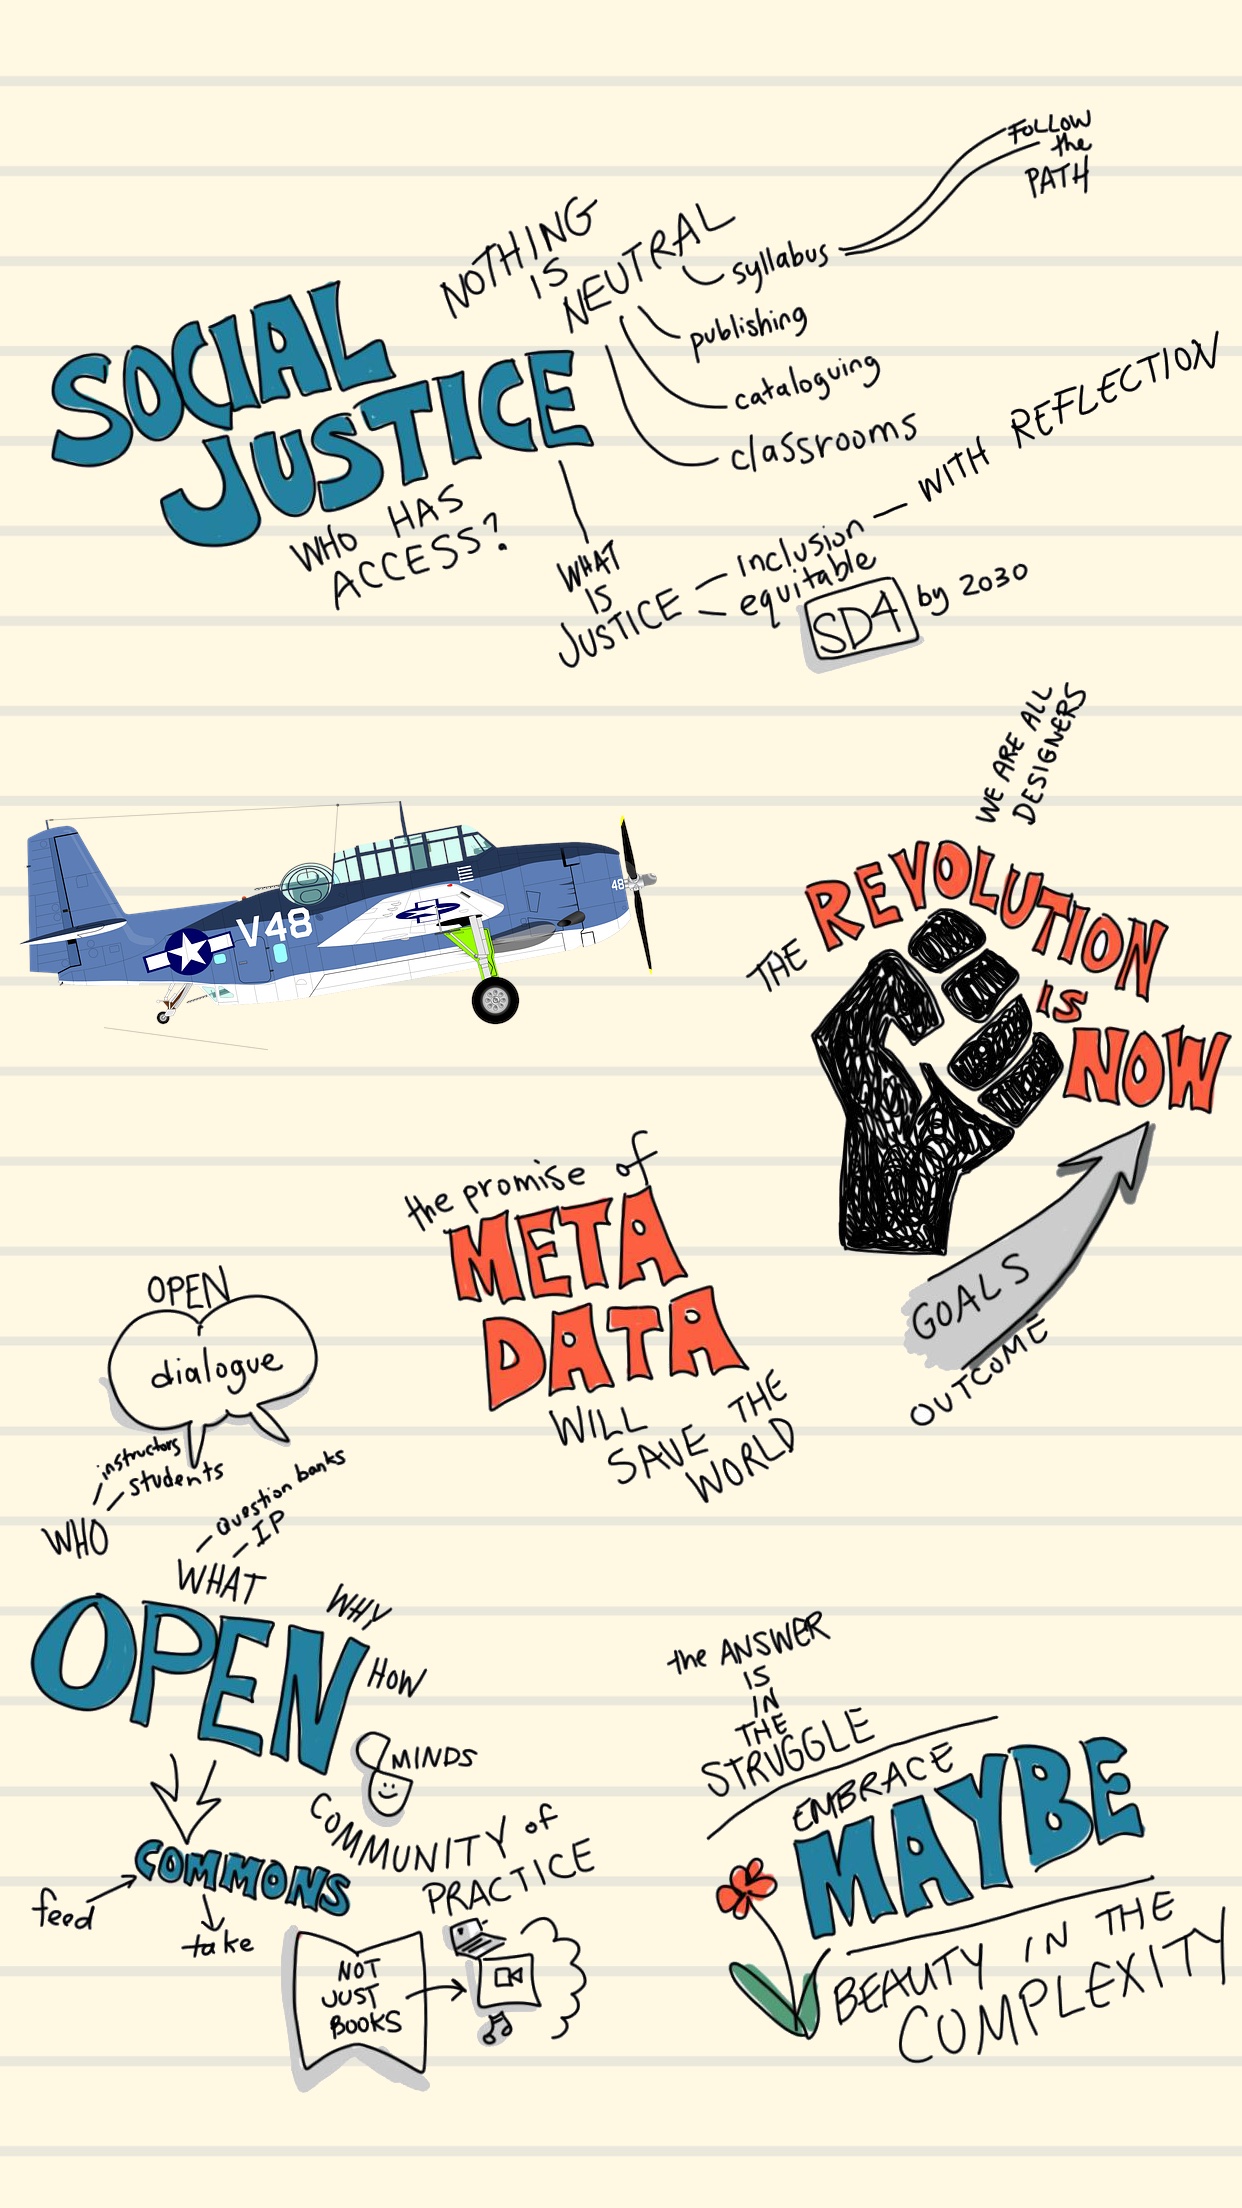 FOLLOW
the
PATH
NOTHING
IS
NEUTRAL
syllabus
publishing
cataloguing
classrooms
SOCIAL
JUSTICE
WHO HAS
ACCESS?
WHAT
IS
JUSTICE
inclusion — WITH REFLECTION
equitable
SD4 by 2030
WE ARE ALL
DESIGNERS
THE REVOLUTION
IS
NOW
V48
48
GOALS
OUTCOME
the promise of
META
DATA
WILL
SAVE THE
WORLD
OPEN
dialogue
instructors
students
WHO
question banks
IP
WHAT
WHY
HOW
OPEN
MINDS
COMMUNITY of
PRACTICE
COMMONS
feed
take
NOT
JUST
BOOKS
the ANSWER
IS
IN
THE
STRUGGLE
EMBRACE
MAYBE
BEAUTY IN THE
COMPLEXITY